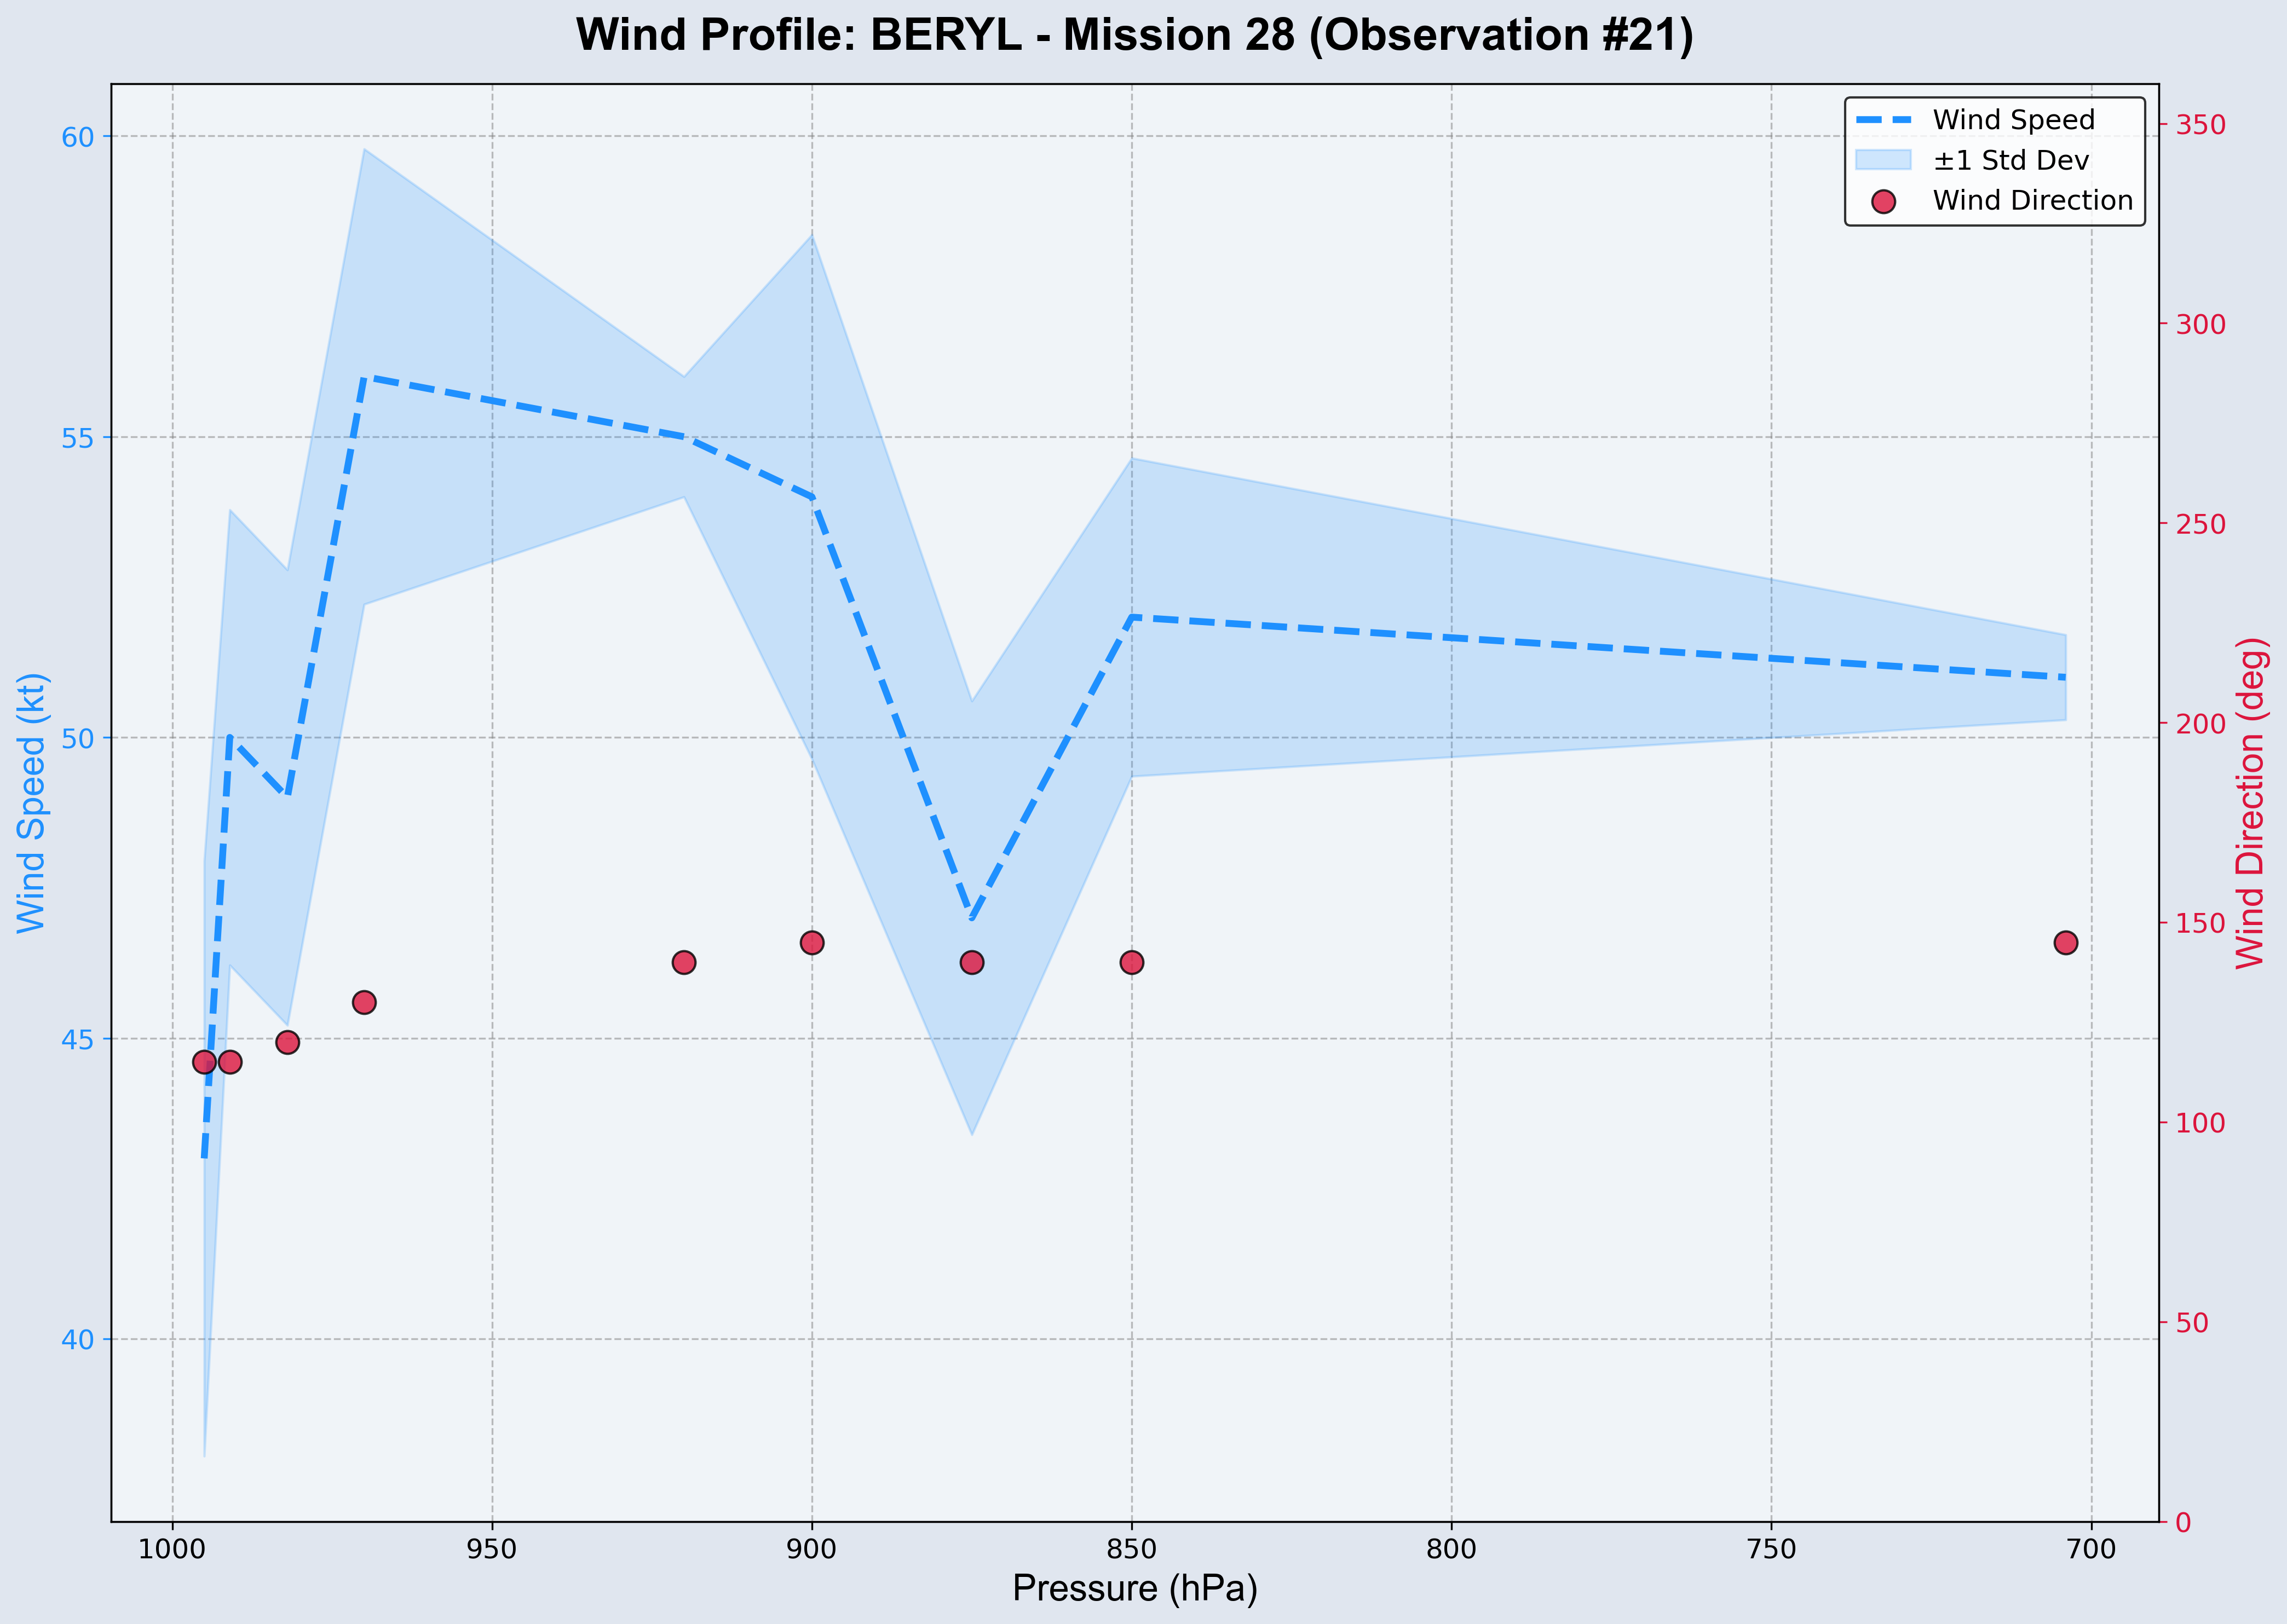 Wind Profile: BERYL - Mission 28 (Observation #21)
Wind Speed
±1 Std Dev
Wind Direction
60
55
50
45
40
Wind Speed (kt)
350
300
250
200
150
100
50
0
Wind Direction (deg)
1000
950
900
850
800
750
700
Pressure (hPa)